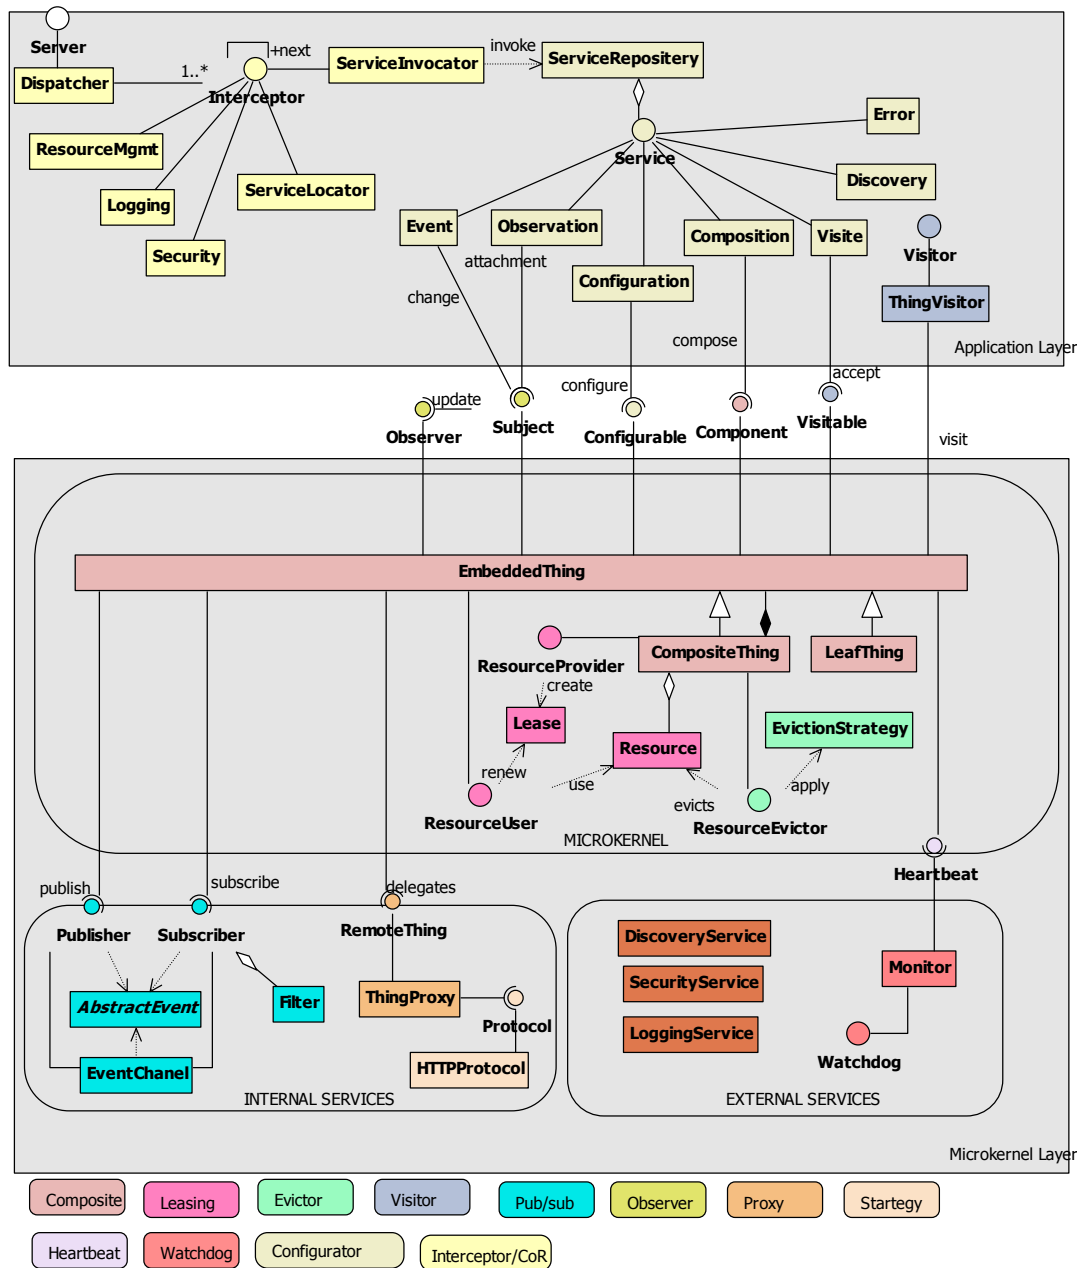 Server
+next
invoke
Dispatcher
1..*
Interceptor
ServiceInvocator
ServiceRepositery
ResourceMgmt
Logging
Security
ServiceLocator
Service
Error
Discovery
Event
Observation
Configuration
Composition
Visite
Visitor
ThingVisitor
attachment
change
compose
Application Layer
configure
accept
update
Observer
Subject
Configurable
Component
Visitable
visit
EmbeddedThing
ResourceProvider
CompositeThing
LeafThing
create
Lease
Resource
EvictionStrategy
renew
use
evicts
apply
ResourceUser
ResourceEvictor
MICROKERNEL
Heartbeat
publish
subscribe
delegates
Publisher
Subscriber
RemoteThing
AbstractEvent
Filter
ThingProxy
Protocol
EventChanel
HTTPProtocol
INTERNAL SERVICES
DiscoveryService
SecurityService
LoggingService
Monitor
Watchdog
EXTERNAL SERVICES
Microkernel Layer
Composite
Leasing
Evictor
Visitor
Pub/sub
Observer
Proxy
Startegy
Heartbeat
Watchdog
Configurator
Interceptor/CoR